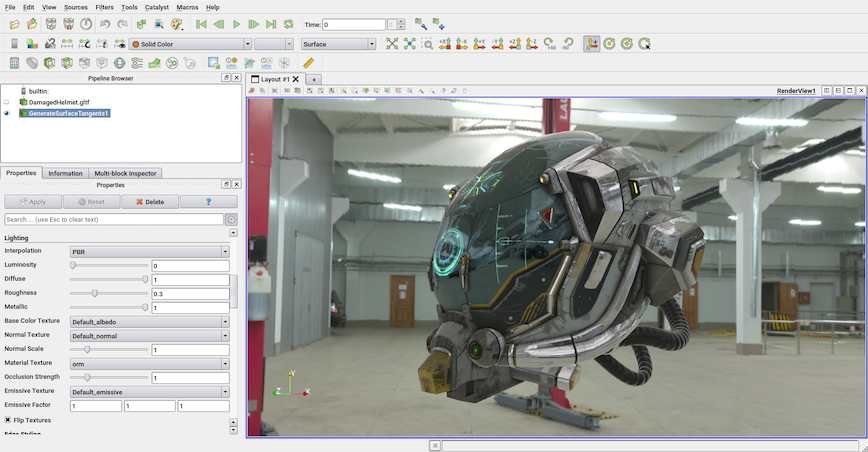 File Edit View Sources Filters Tools Catalyst Macros Help
Time: 0 0
Solid Color Surface
+X -X +Y -Y +Z -Z +90 -90
Pipeline Browser
Layout #1
builtin:
3D
RenderView1
DamagedHelmet.gltf
GenerateSurfaceTangents1
Properties Information Multi-block Inspector
Properties
Apply Reset Delete ?
Search ... (use Esc to clear text)
Lighting
Interpolation PBR
Luminosity 0
Diffuse 1
Roughness 0.3
Metallic 1
Base Color Texture Default_albedo
Normal Texture Default_normal
Normal Scale 1
Material Texture orm
Occlusion Strength 1
Emissive Texture Default_emissive
Emissive Factor 1 1 1
Flip Textures
Y
Z X